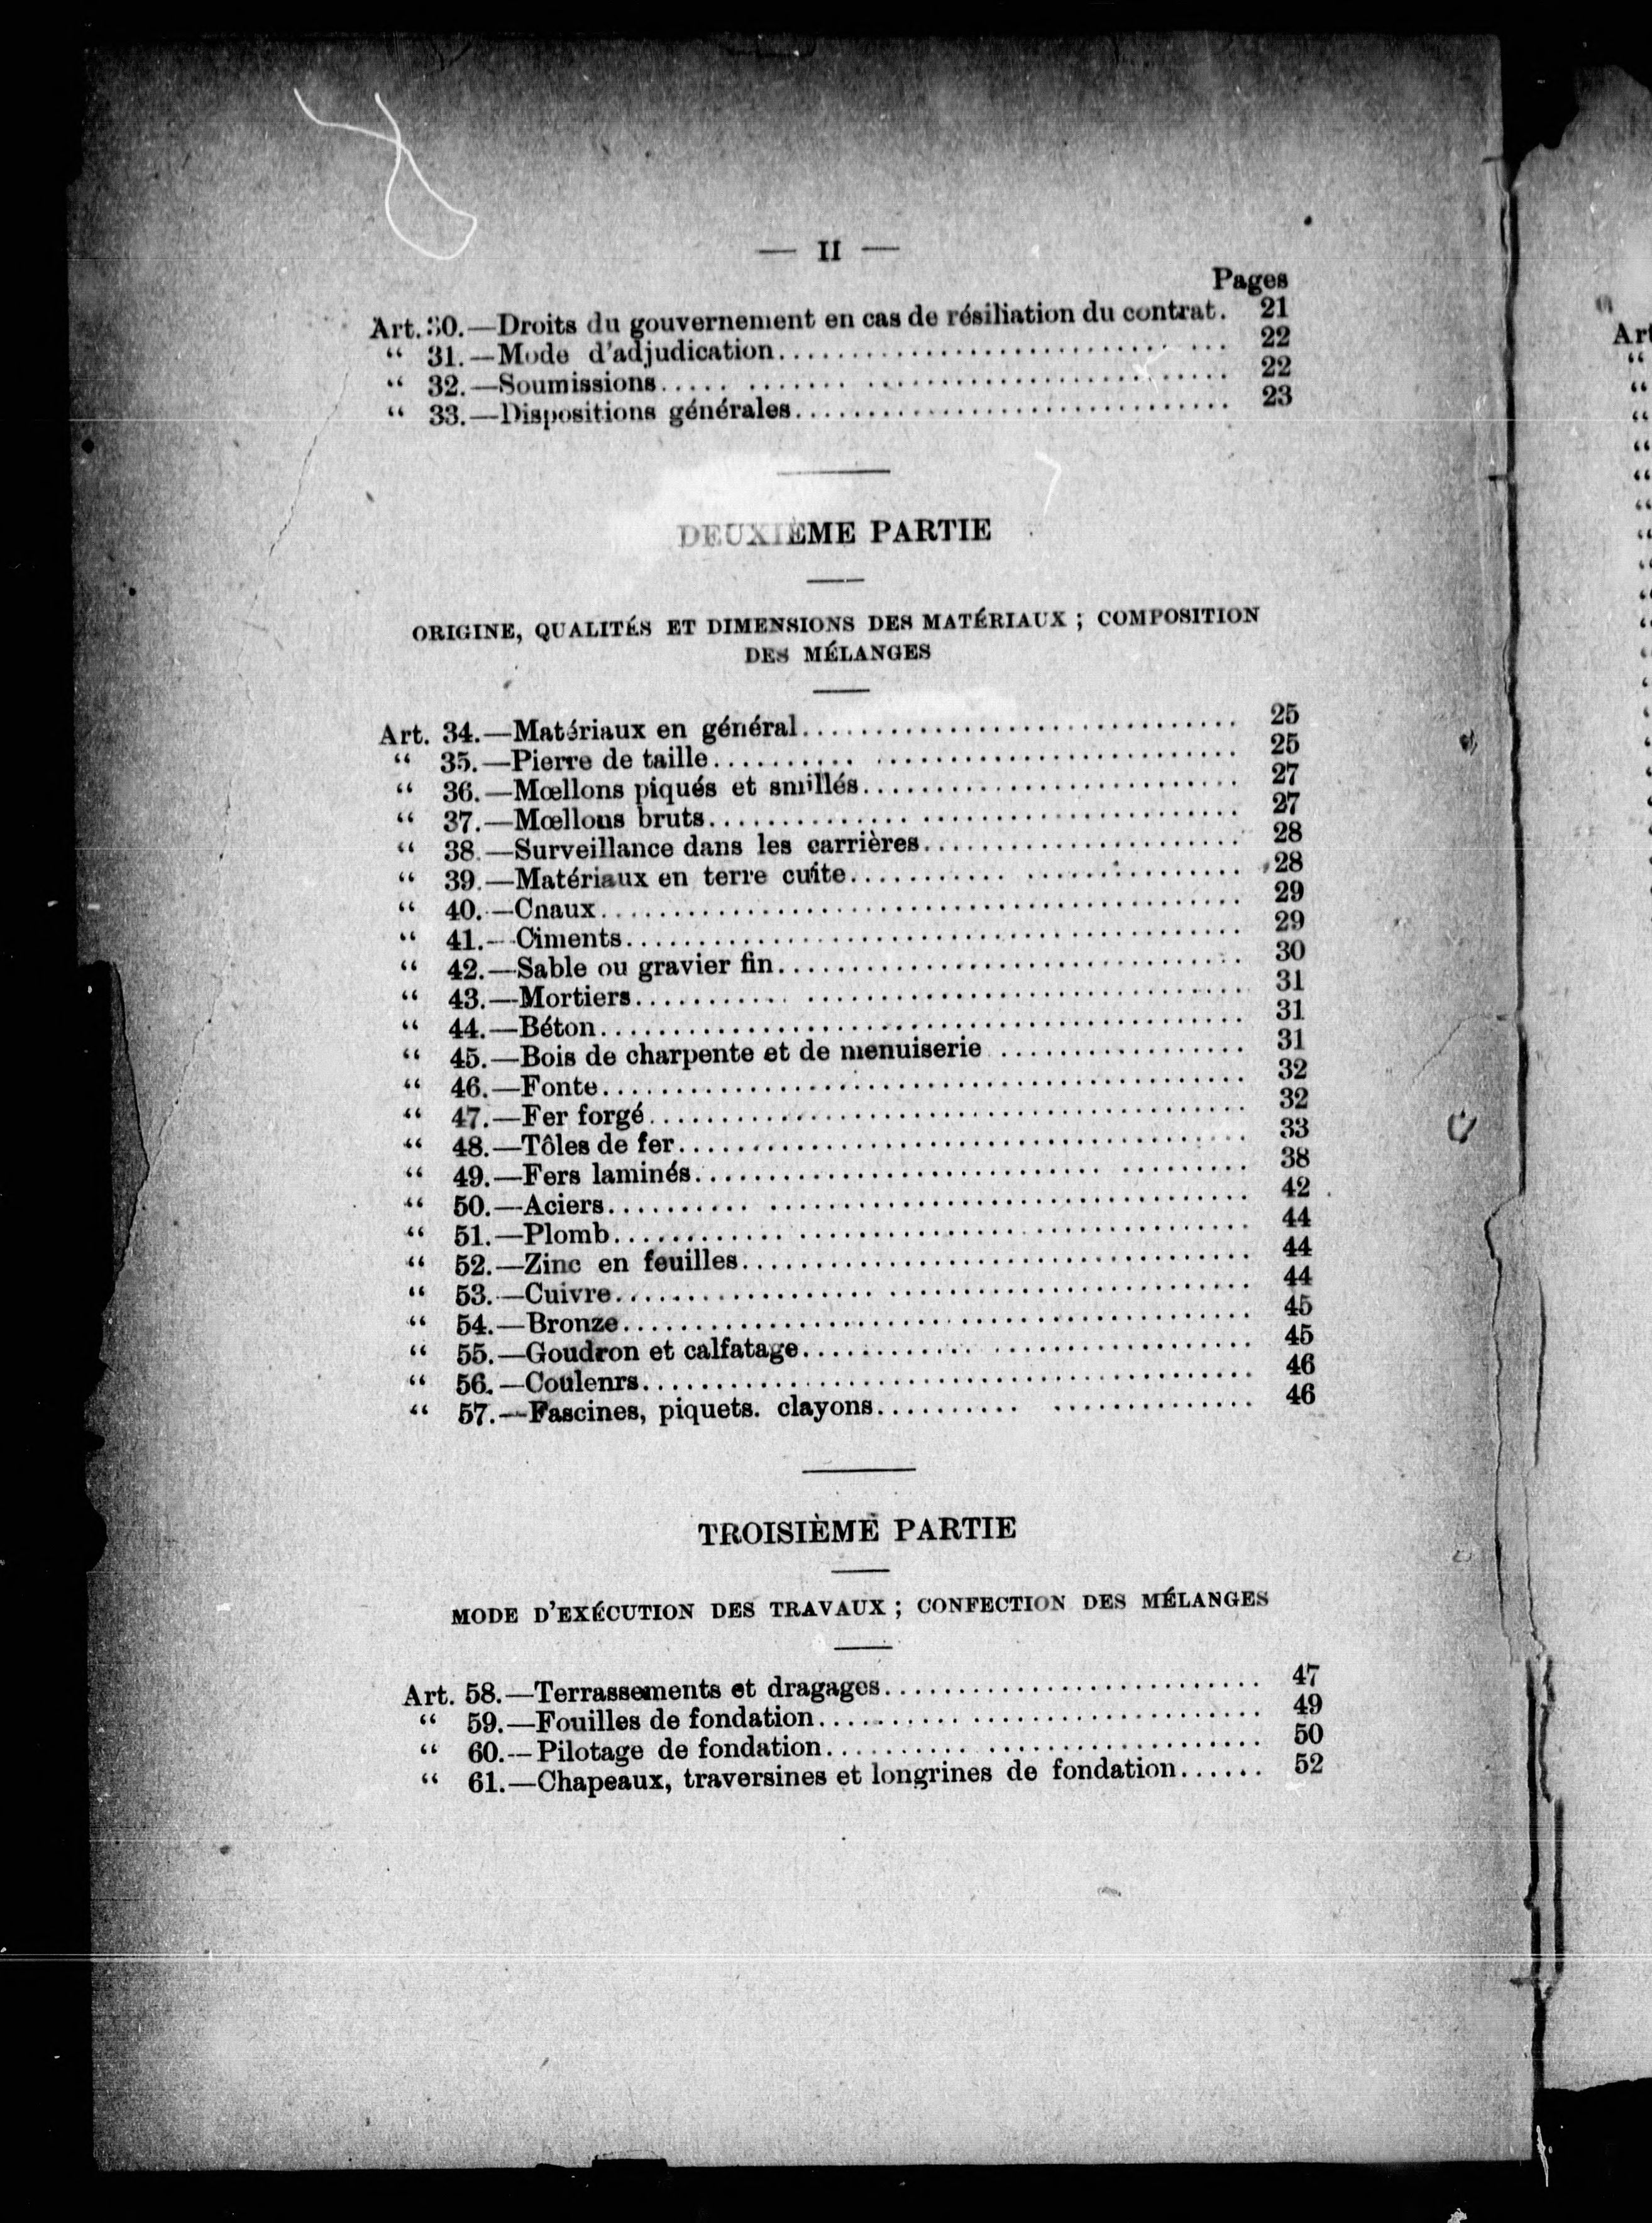 — II —
Pages
Art. 30.—Droits du gouvernement en cas de résiliation du contrat. 21
“ 31.—Mode d'adjudication........ 22
“ 32.—Soumissions........ 22
“ 33.—Dispositions générales........ 23
DEUXIÈME PARTIE
ORIGINE, QUALITÉS ET DIMENSIONS DES MATÉRIAUX ; COMPOSITION
DES MÉLANGES
Art. 34.—Matériaux en général........ 25
“ 35.—Pierre de taille........ 25
“ 36.—Mœllons piqués et smillés........ 27
“ 37.—Mœllons bruts........ 27
“ 38.—Surveillance dans les carrières........ 28
“ 39.—Matériaux en terre cuite........ 28
“ 40.—Cnaux........ 29
“ 41.—Ciments........ 29
“ 42.—Sable ou gravier fin........ 30
“ 43.—Mortiers........ 31
“ 44.—Béton........ 31
“ 45.—Bois de charpente et de menuiserie ........ 31
“ 46.—Fonte........ 32
“ 47.—Fer forgé........ 32
“ 48.—Tôles de fer........ 33
“ 49.—Fers laminés........ 38
“ 50.—Aciers........ 42
“ 51.—Plomb........ 44
“ 52.—Zinc en feuilles........ 44
“ 53.—Cuivre........ 44
“ 54.—Bronze........ 45
“ 55.—Goudron et calfatage........ 45
“ 56.—Coulenrs........ 46
“ 57.—Fascines, piquets. clayons........ 46
TROISIÈME PARTIE
MODE D'EXÉCUTION DES TRAVAUX ; CONFECTION DES MÉLANGES
Art. 58.—Terrassements et dragages........ 47
“ 59.—Fouilles de fondation........ 49
“ 60.—Pilotage de fondation........ 50
“ 61.—Chapeaux, traversines et longrines de fondation...... 52